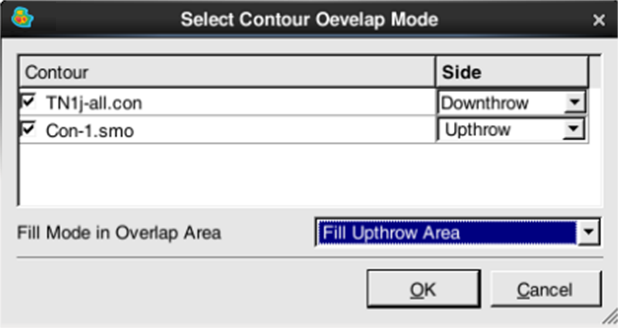 Select Contour Oevelap Mode
Contour Side
TN1j-all.con Downthrow
Con-1.smo Upthrow
Fill Mode in Overlap Area Fill Upthrow Area
OK Cancel